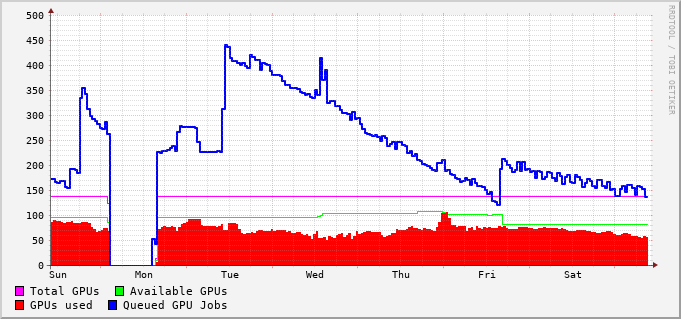 500
450
400
350
300
250
200
150
100
50
0
Sun Mon Tue Wed Thu Fri Sat
Total GPUs Available GPUs
GPUs used Queued GPU Jobs
RRDTOOL / TOBI OETIKER